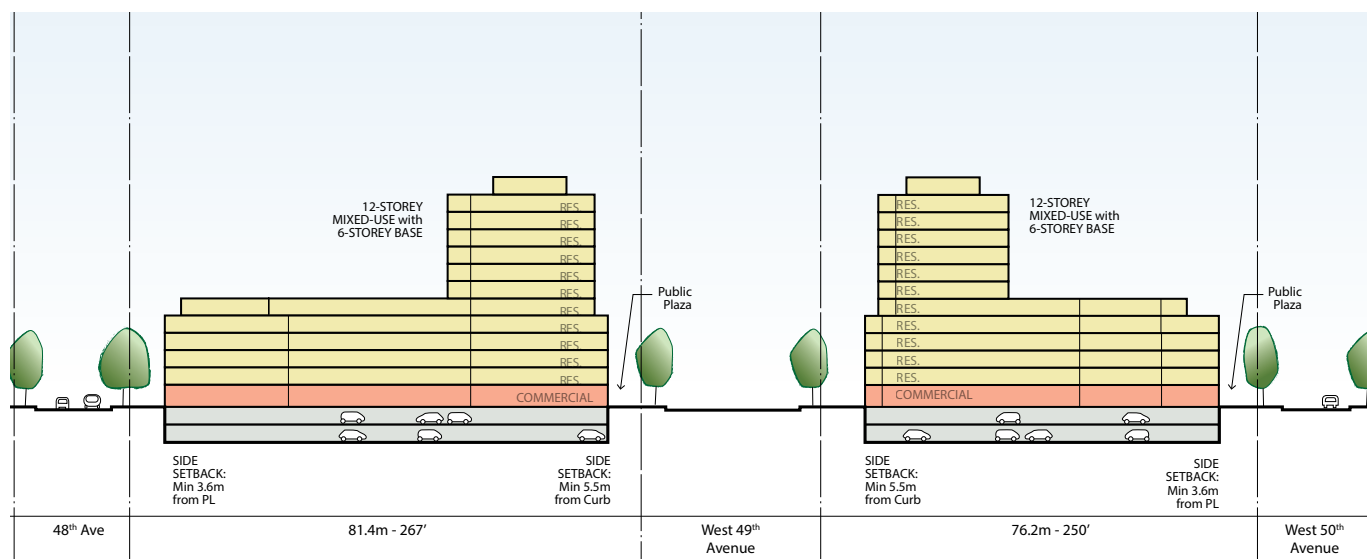 12-STOREY
MIXED-USE with
6-STOREY BASE
RES.
RES.
RES.
RES.
RES.
RES.
RES.
RES.
RES.
RES.
RES.
COMMERCIAL
Public
Plaza
RES.
RES.
RES.
RES.
RES.
RES.
RES.
RES.
RES.
RES.
RES.
COMMERCIAL
12-STOREY
MIXED-USE with
6-STOREY BASE
Public
Plaza
SIDE
SETBACK:
Min 3.6m
from PL
SIDE
SETBACK:
Min 5.5m
from Curb
SIDE
SETBACK:
Min 5.5m
from Curb
SIDE
SETBACK:
Min 3.6m
from PL
48th Ave
81.4m - 267'
West 49th
Avenue
76.2m - 250'
West 50th
Avenue